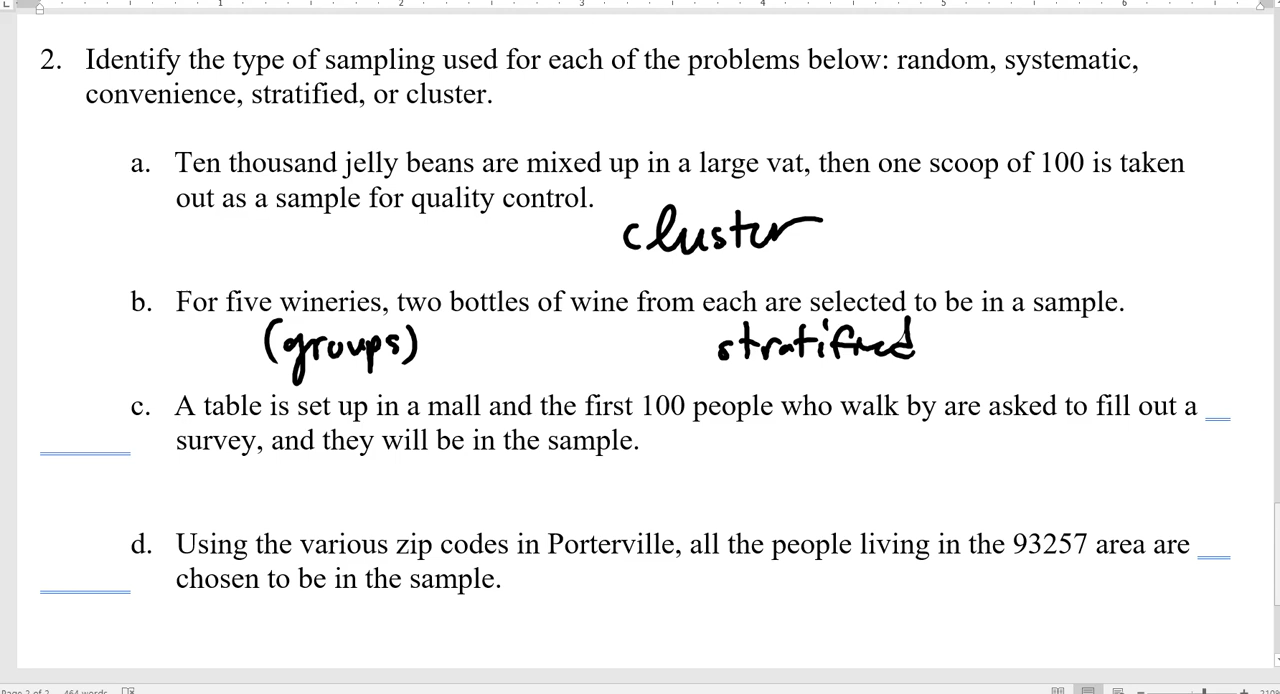 2. Identify the type of sampling used for each of the problems below: random, systematic,
convenience, stratified, or cluster.
a. Ten thousand jelly beans are mixed up in a large vat, then one scoop of 100 is taken
out as a sample for quality control.
cluster
b. For five wineries, two bottles of wine from each are selected to be in a sample.
(groups) stratified
c. A table is set up in a mall and the first 100 people who walk by are asked to fill out a
survey, and they will be in the sample.
d. Using the various zip codes in Porterville, all the people living in the 93257 area are
chosen to be in the sample.